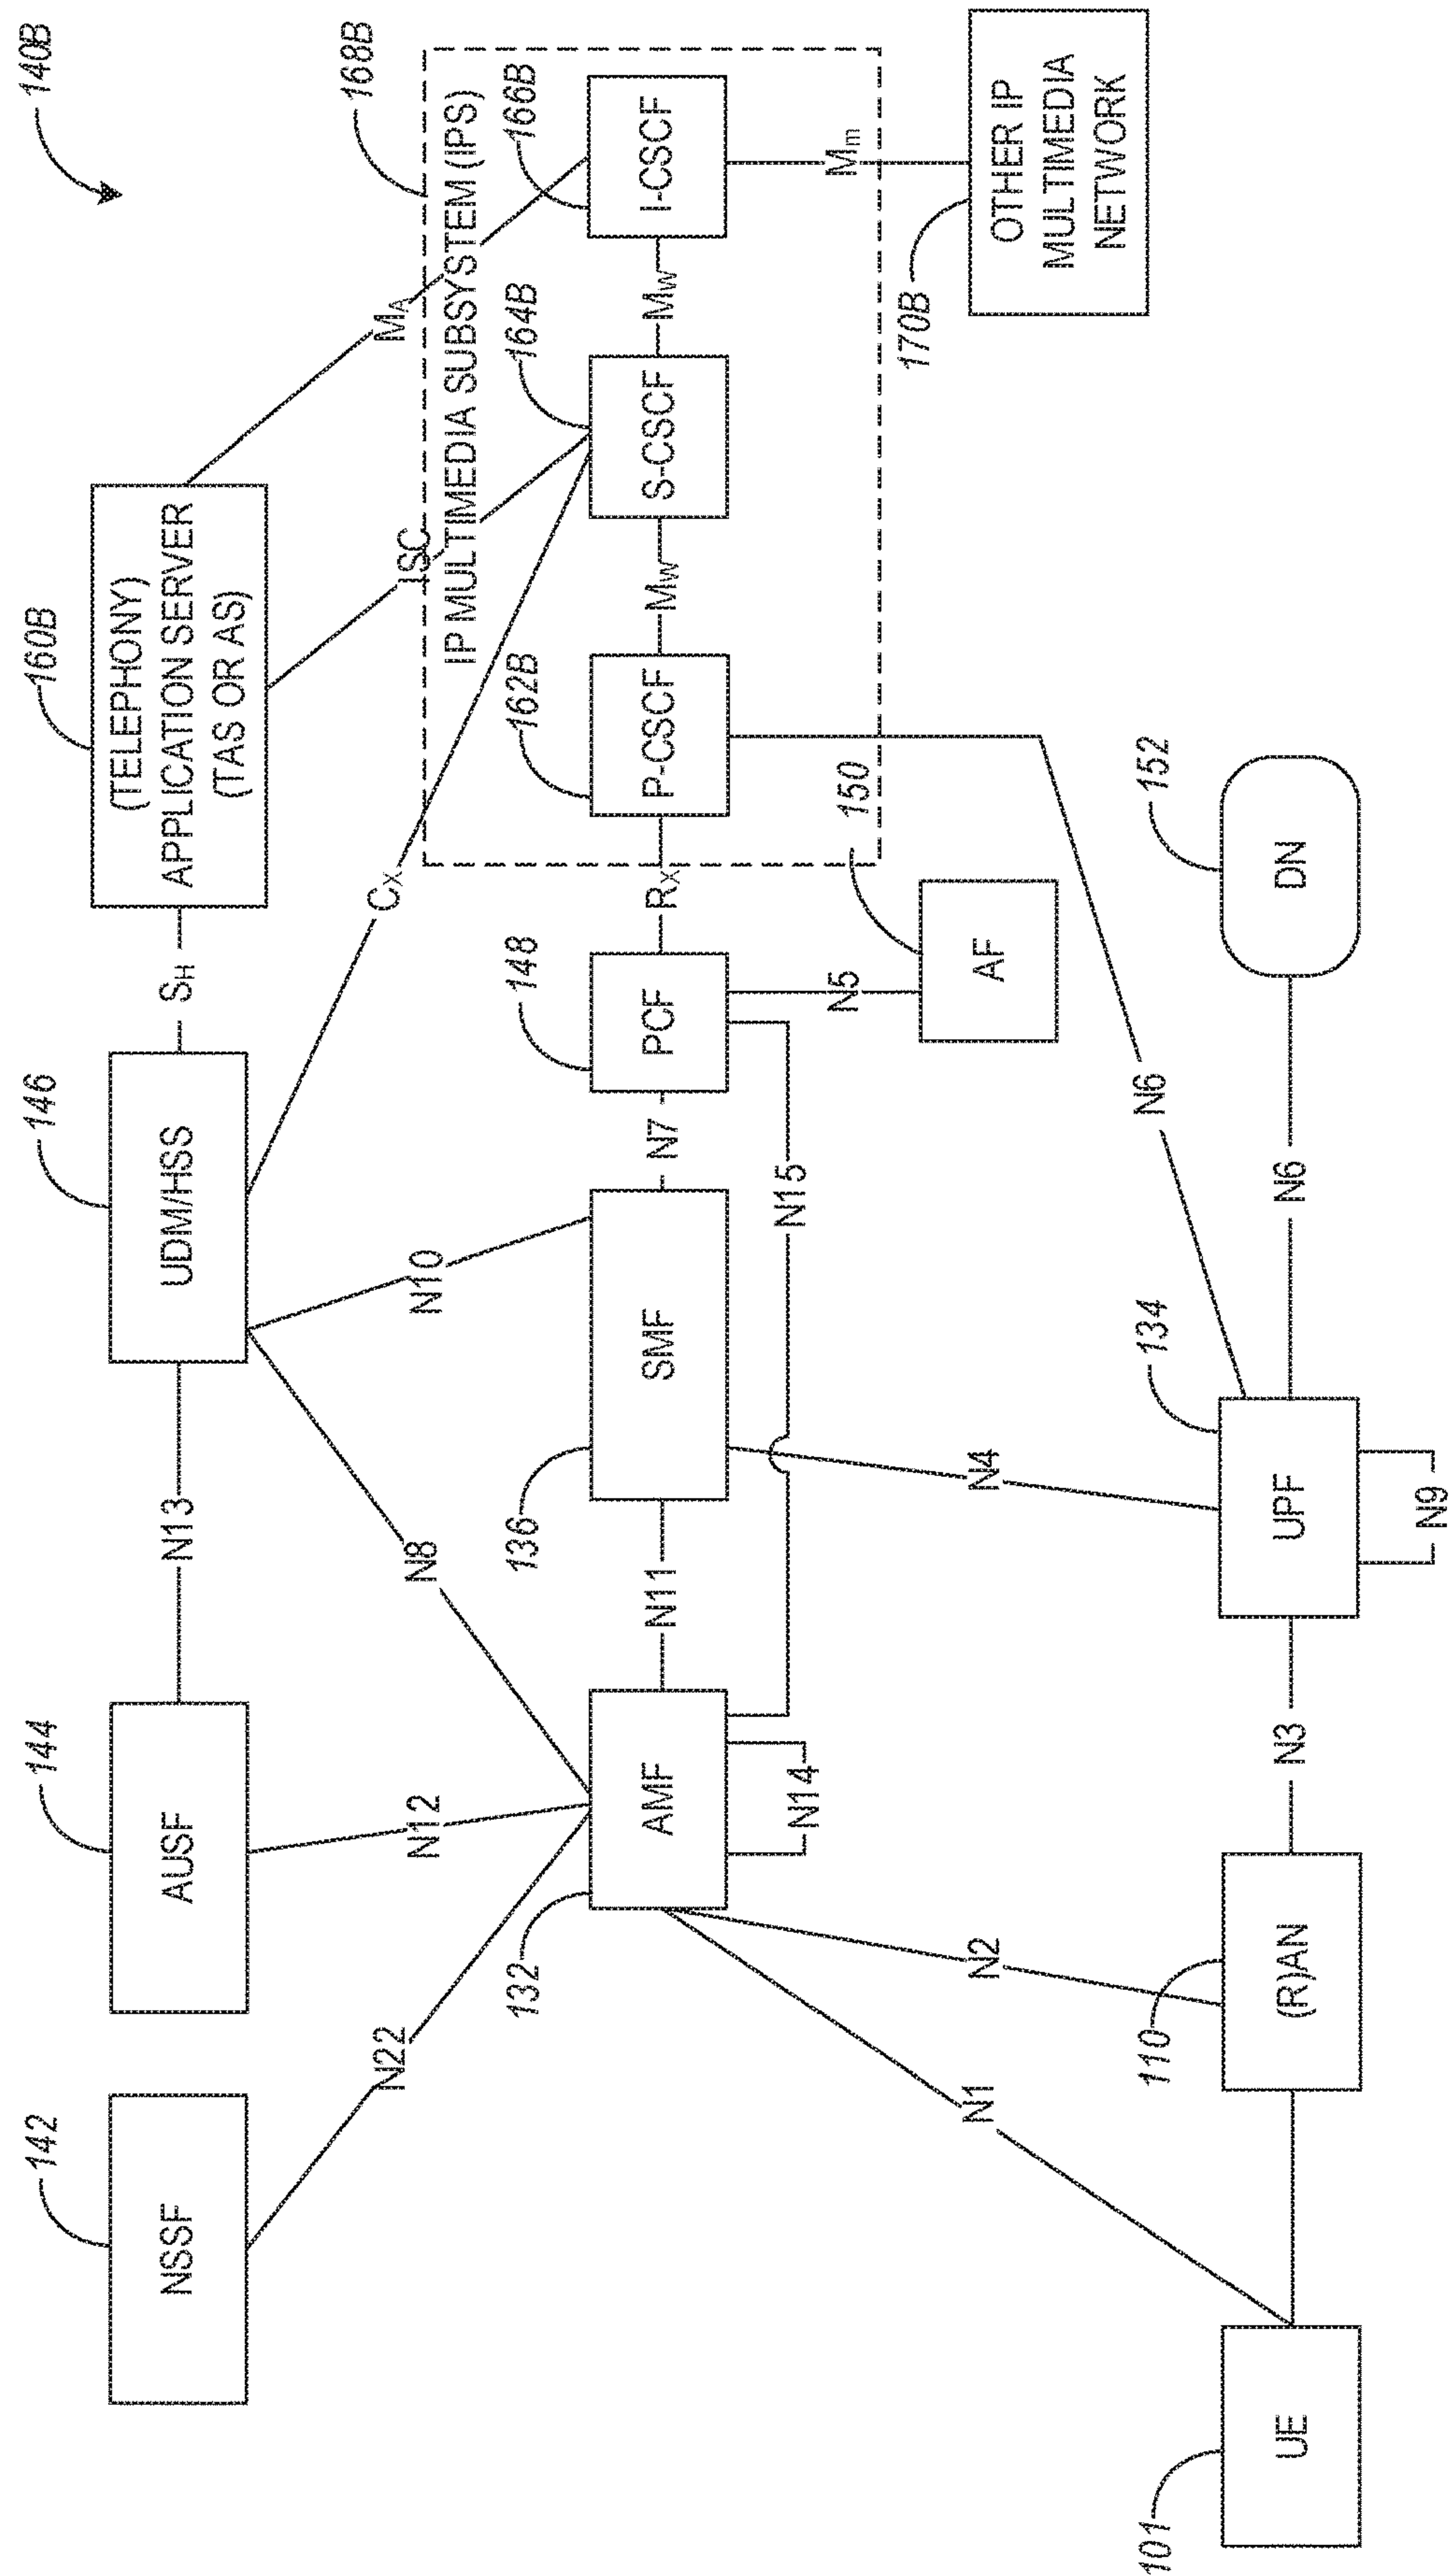 140B
142
NSSF
144
AUSF
N13
146
UDM/HSS
SH
160B
(TELEPHONY)
APPLICATION SERVER
(TAS OR AS)
N22
N12
N8
N10
CX
ISC
MA
168B
IP MULTIMEDIA SUBSYSTEM (IPS)
132
AMF
N11
136
SMF
N7
148
PCF
RX
162B
P-CSCF
MW
164B
S-CSCF
MW
166B
I-CSCF
N14
N15
N5
150
AF
Mm
170B
OTHER IP
MULTIMEDIA
NETWORK
N1
N2
N4
N6
101
UE
110
(R)AN
N3
134
UPF
N9
N6
152
DN